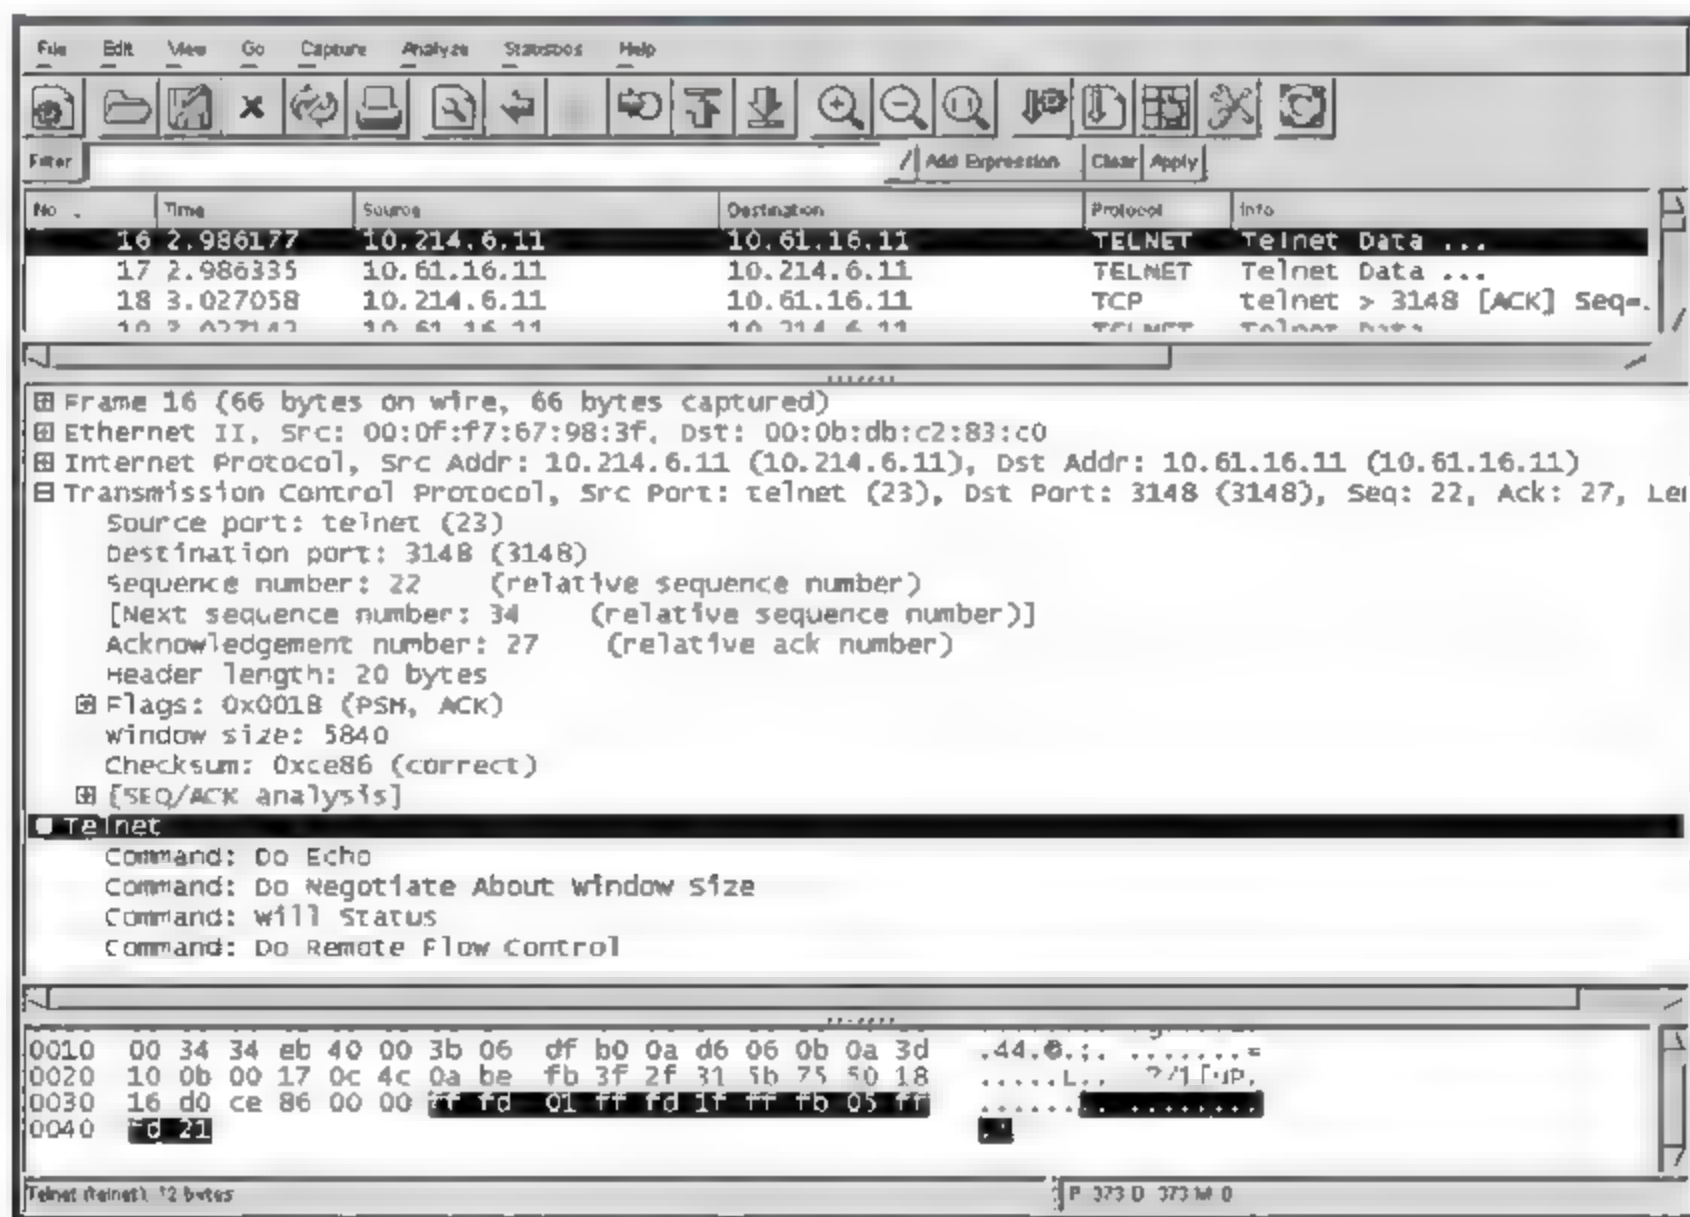 File Edit View Go Capture Analyze Statistics Help
Filter Add Expression Clear Apply
No . Time Source Destination Protocol Info
16 2.986177 10.214.6.11 10.61.16.11 TELNET Telnet Data ...
17 2.986335 10.61.16.11 10.214.6.11 TELNET Telnet Data ...
18 3.027058 10.214.6.11 10.61.16.11 TCP telnet > 3148 [ACK] Seq=.
Frame 16 (66 bytes on wire, 66 bytes captured)
Ethernet II, Src: 00:0f:f7:67:98:3f, Dst: 00:0b:db:c2:83:c0
Internet Protocol, Src Addr: 10.214.6.11 (10.214.6.11), Dst Addr: 10.61.16.11 (10.61.16.11)
Transmission Control Protocol, Src Port: telnet (23), Dst Port: 3148 (3148), Seq: 22, Ack: 27, Le
Source port: telnet (23)
Destination port: 3148 (3148)
Sequence number: 22 (relative sequence number)
[Next sequence number: 34 (relative sequence number)]
Acknowledgement number: 27 (relative ack number)
Header length: 20 bytes
Flags: 0x0018 (PSH, ACK)
Window size: 5840
Checksum: 0xce86 (correct)
[SEQ/ACK analysis]
Telnet
Command: Do Echo
Command: Do Negotiate About Window Size
Command: Will Status
Command: Do Remote Flow Control
0010 00 34 34 eb 40 00 3b 06 df b0 0a d6 06 0b 0a 3d .44.@.;. .......=
0020 10 0b 00 17 0c 4c 0a be fb 3f 2f 31 5b 75 50 18 .....L.. .?/1[uP.
0030 16 d0 ce 86 00 00 ff fd 01 ff fd 1f ff fb 05 ff ........ ........
0040 fd 21 .!
Telnet (telnet), 12 bytes P: 373 D: 373 M: 0